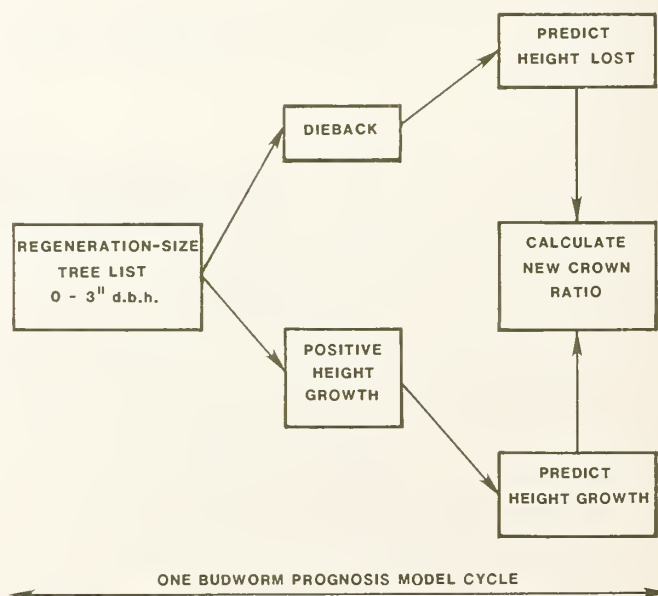 PREDICT
HEIGHT LOST
DIEBACK
REGENERATION-SIZE
TREE LIST
0 - 3" d.b.h.
CALCULATE
NEW CROWN
RATIO
POSITIVE
HEIGHT
GROWTH
PREDICT
HEIGHT GROWTH
ONE BUDWORM PROGNOSIS MODEL CYCLE